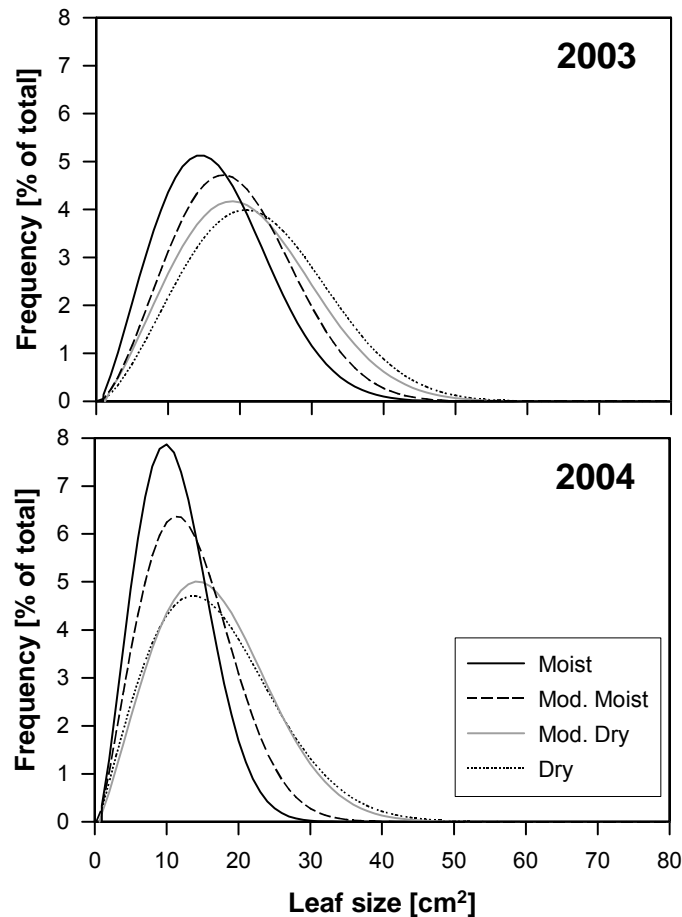 8
7
6
5
4
3
2
1
0
Frequency [% of total]
2003
8
7
6
5
4
3
2
1
0
Frequency [% of total]
2004
Moist
Mod. Moist
Mod. Dry
Dry
0 10 20 30 40 50 60 70 80
Leaf size [cm²]